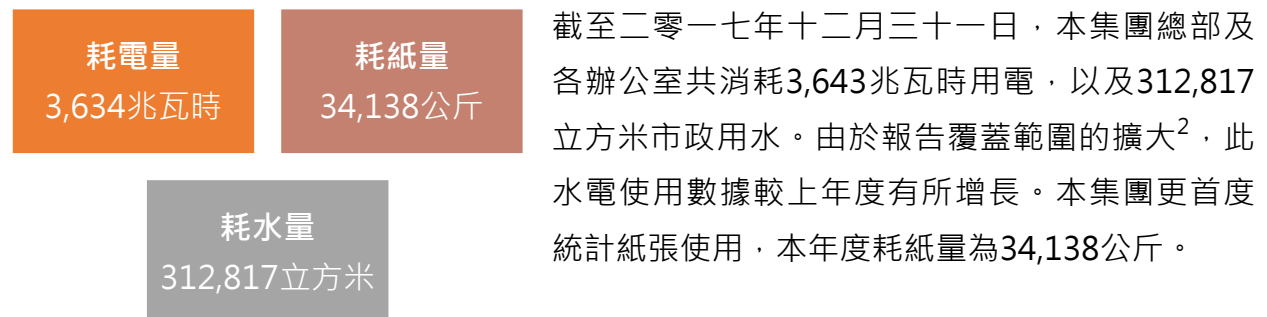 耗電量
3,634兆瓦時
耗紙量
34,138公斤
耗水量
312,817立方米
截至二零一七年十二月三十一日，本集團總部及
各辦公室共消耗3,643兆瓦時用電，以及312,817
立方米市政用水。由於報告覆蓋範圍的擴大2，此
水電使用數據較上年度有所增長。本集團更首度
統計紙張使用，本年度耗紙量為34,138公斤。